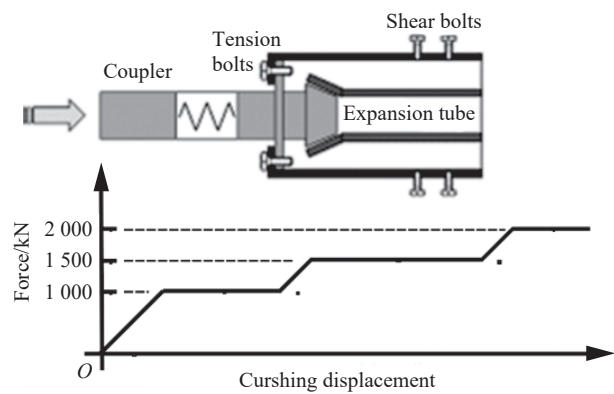 Shear bolts
Tension
bolts
Coupler
Expansion tube
Force/kN
2 000
1 500
1 000
O
Curshing displacement